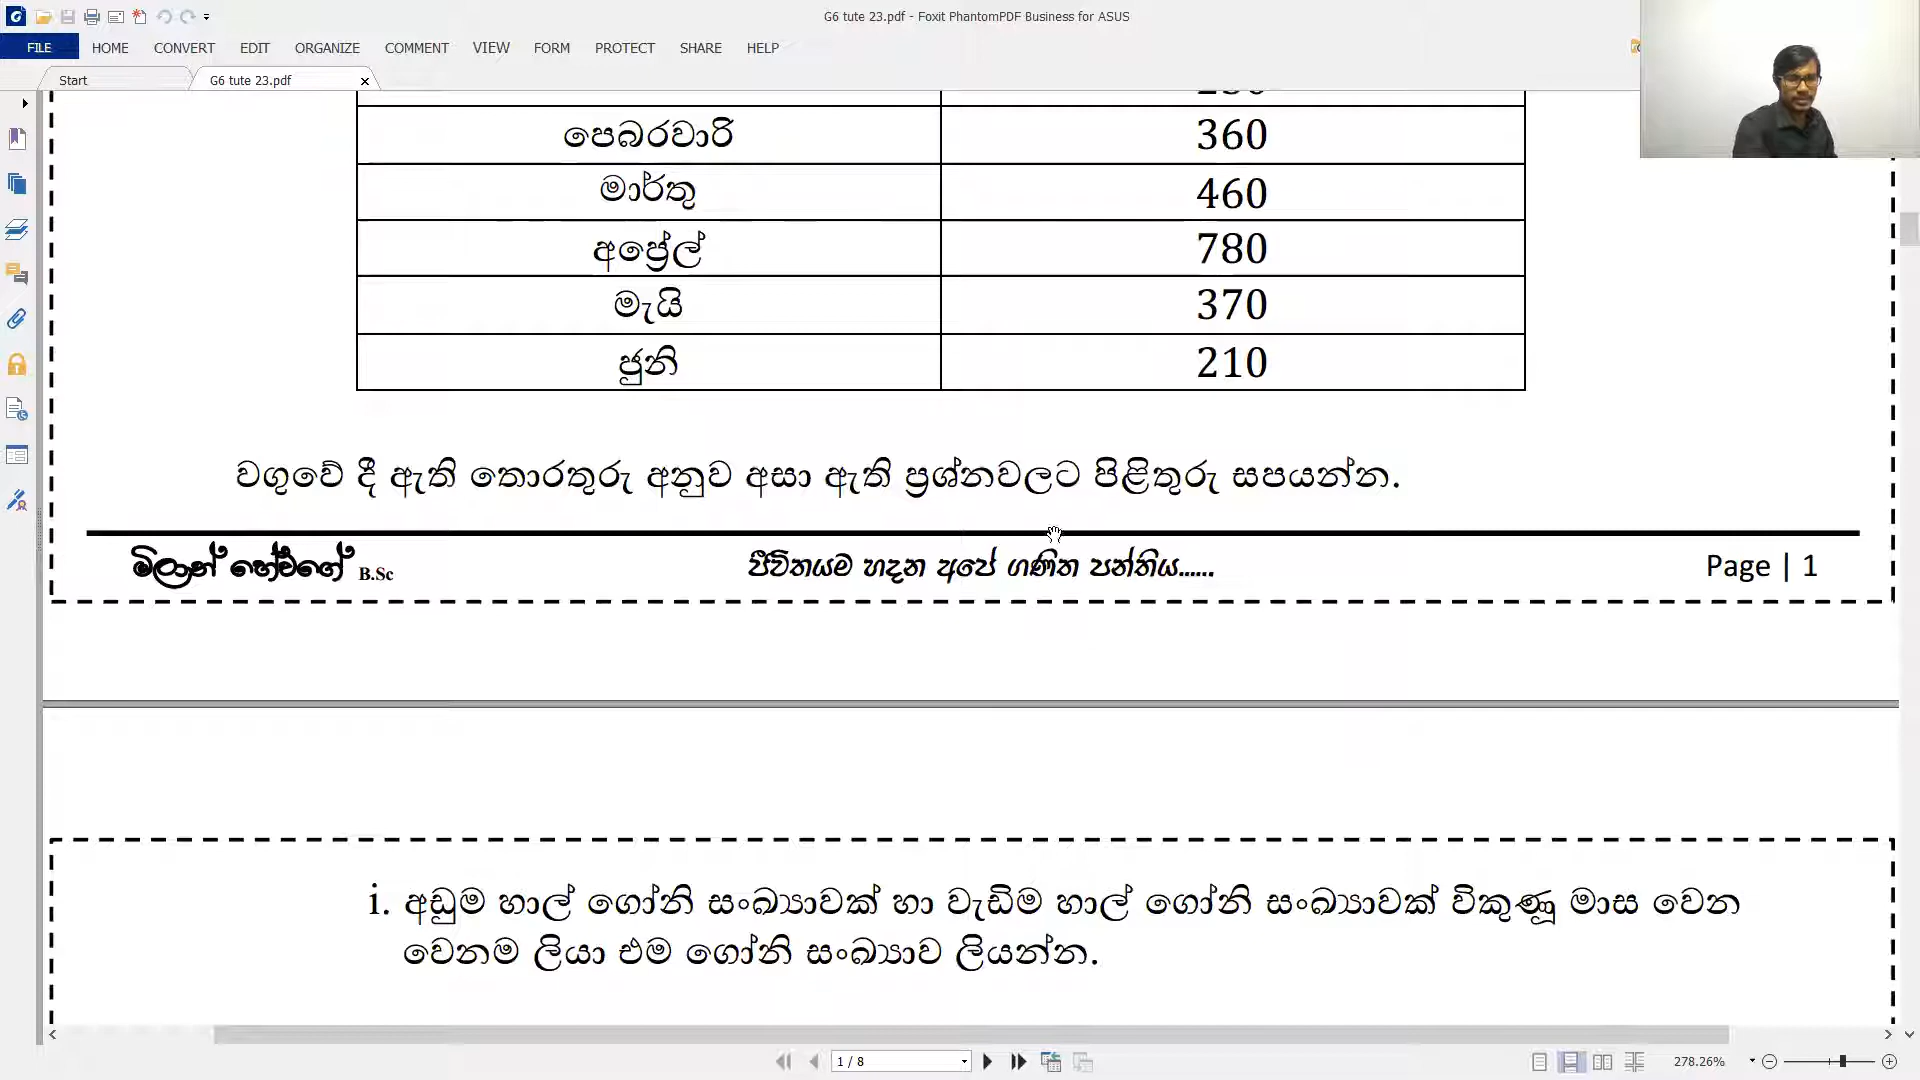 G6 tute 23.pdf - Foxit PhantomPDF Business for ASUS
FILE HOME CONVERT EDIT ORGANIZE COMMENT VIEW FORM PROTECT SHARE HELP
Start G6 tute 23.pdf
පෙබරවාරි 360
මාර්තු 460
අප්‍රේල් 780
මැයි 370
ජුනි 210
වගුවේ දී ඇති තොරතුරු අනුව අසා ඇති ප්‍රශ්නවලට පිළිතුරු සපයන්න.
මිලාන් හේවගේ B.Sc ජීවිතයම හදන අපේ ගණිත පන්තිය...... Page | 1
i. අඩුම හාල් ගෝනි සංඛ්‍යාවක් හා වැඩිම හාල් ගෝනි සංඛ්‍යාවක් විකුණූ මාස වෙන
වෙනම ලියා එම ගෝනි සංඛ්‍යාව ලියන්න.
1 / 8 278.26%